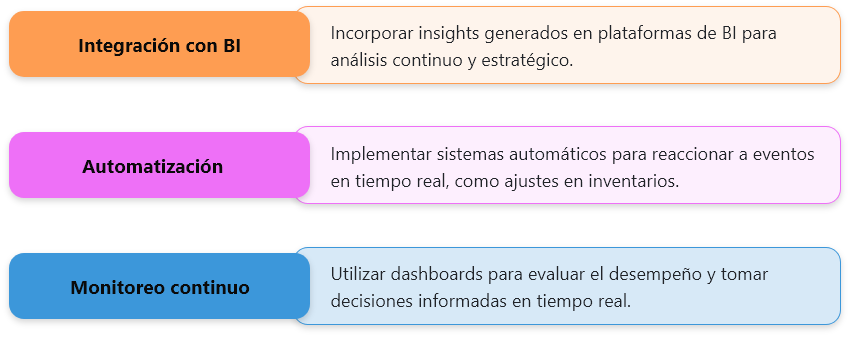 Integración con BI
Incorporar insights generados en plataformas de BI para
análisis continuo y estratégico.
Automatización
Implementar sistemas automáticos para reaccionar a eventos
en tiempo real, como ajustes en inventarios.
Monitoreo continuo
Utilizar dashboards para evaluar el desempeño y tomar
decisiones informadas en tiempo real.